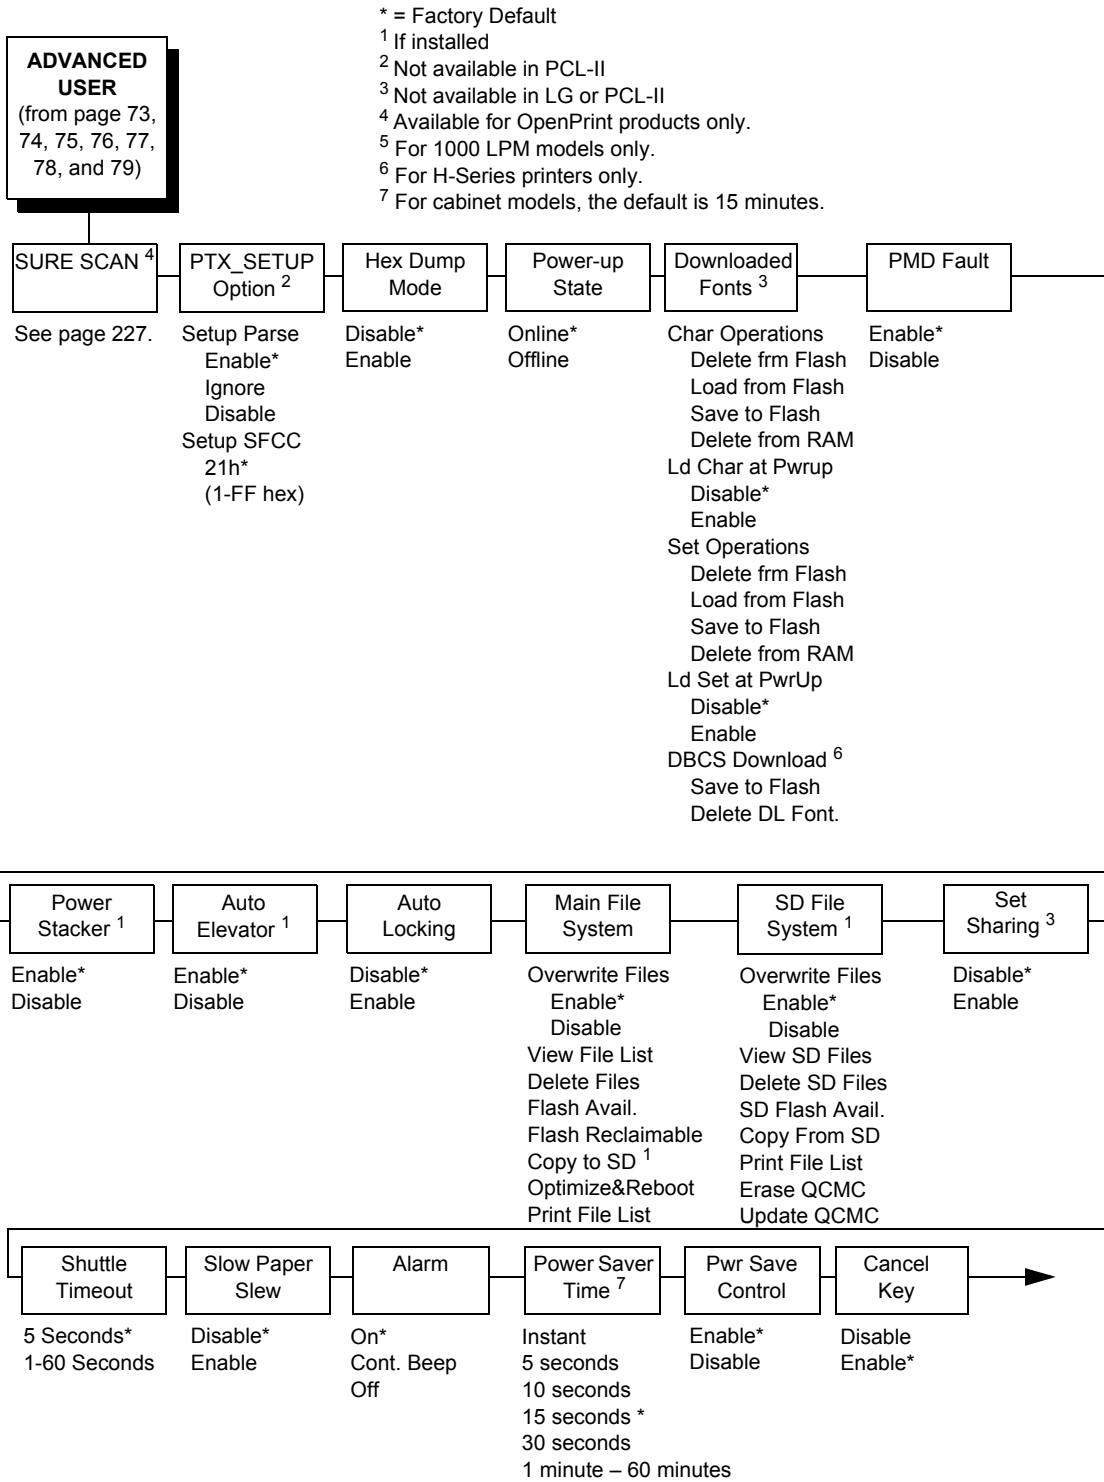 * = Factory Default
1 If installed
2 Not available in PCL-II
3 Not available in LG or PCL-II
4 Available for OpenPrint products only.
5 For 1000 LPM models only.
6 For H-Series printers only.
7 For cabinet models, the default is 15 minutes.
ADVANCED
USER
(from page 73,
74, 75, 76, 77,
78, and 79)
SURE SCAN 4
See page 227.
PTX_SETUP
Option 2
Setup Parse
Enable*
Ignore
Disable
Setup SFCC
21h*
(1-FF hex)
Hex Dump
Mode
Disable*
Enable
Power-up
State
Online*
Offline
Downloaded
Fonts 3
Char Operations
Delete frm Flash
Load from Flash
Save to Flash
Delete from RAM
Ld Char at Pwrup
Disable*
Enable
Set Operations
Delete frm Flash
Load from Flash
Save to Flash
Delete from RAM
Ld Set at PwrUp
Disable*
Enable
DBCS Download 6
Save to Flash
Delete DL Font.
PMD Fault
Enable*
Disable
Power
Stacker 1
Enable*
Disable
Auto
Elevator 1
Enable*
Disable
Auto
Locking
Disable*
Enable
Main File
System
Overwrite Files
Enable*
Disable
View File List
Delete Files
Flash Avail.
Flash Reclaimable
Copy to SD 1
Optimize&Reboot
Print File List
SD File
System 1
Overwrite Files
Enable*
Disable
View SD Files
Delete SD Files
SD Flash Avail.
Copy From SD
Print File List
Erase QCMC
Update QCMC
Set
Sharing 3
Disable*
Enable
Shuttle
Timeout
5 Seconds*
1-60 Seconds
Slow Paper
Slew
Disable*
Enable
Alarm
On*
Cont. Beep
Off
Power Saver
Time 7
Instant
5 seconds
10 seconds
15 seconds *
30 seconds
1 minute – 60 minutes
Pwr Save
Control
Enable*
Disable
Cancel
Key
Disable
Enable*